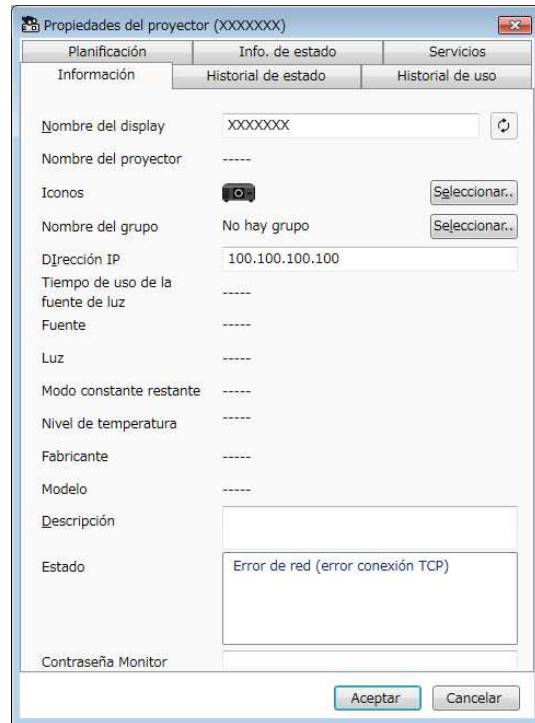 Propiedades del proyector (XXXXXXX)
Planificación Info. de estado Servicios
Información Historial de estado Historial de uso
Nombre del display XXXXXXX
Nombre del proyector -----
Iconos Seleccionar..
Nombre del grupo No hay grupo Seleccionar..
DIrección IP 100.100.100.100
Tiempo de uso de la
fuente de luz -----
Fuente -----
Luz -----
Modo constante restante -----
Nivel de temperatura -----
Fabricante -----
Modelo -----
Descripción
Estado Error de red (error conexión TCP)
Contraseña Monitor
Aceptar Cancelar